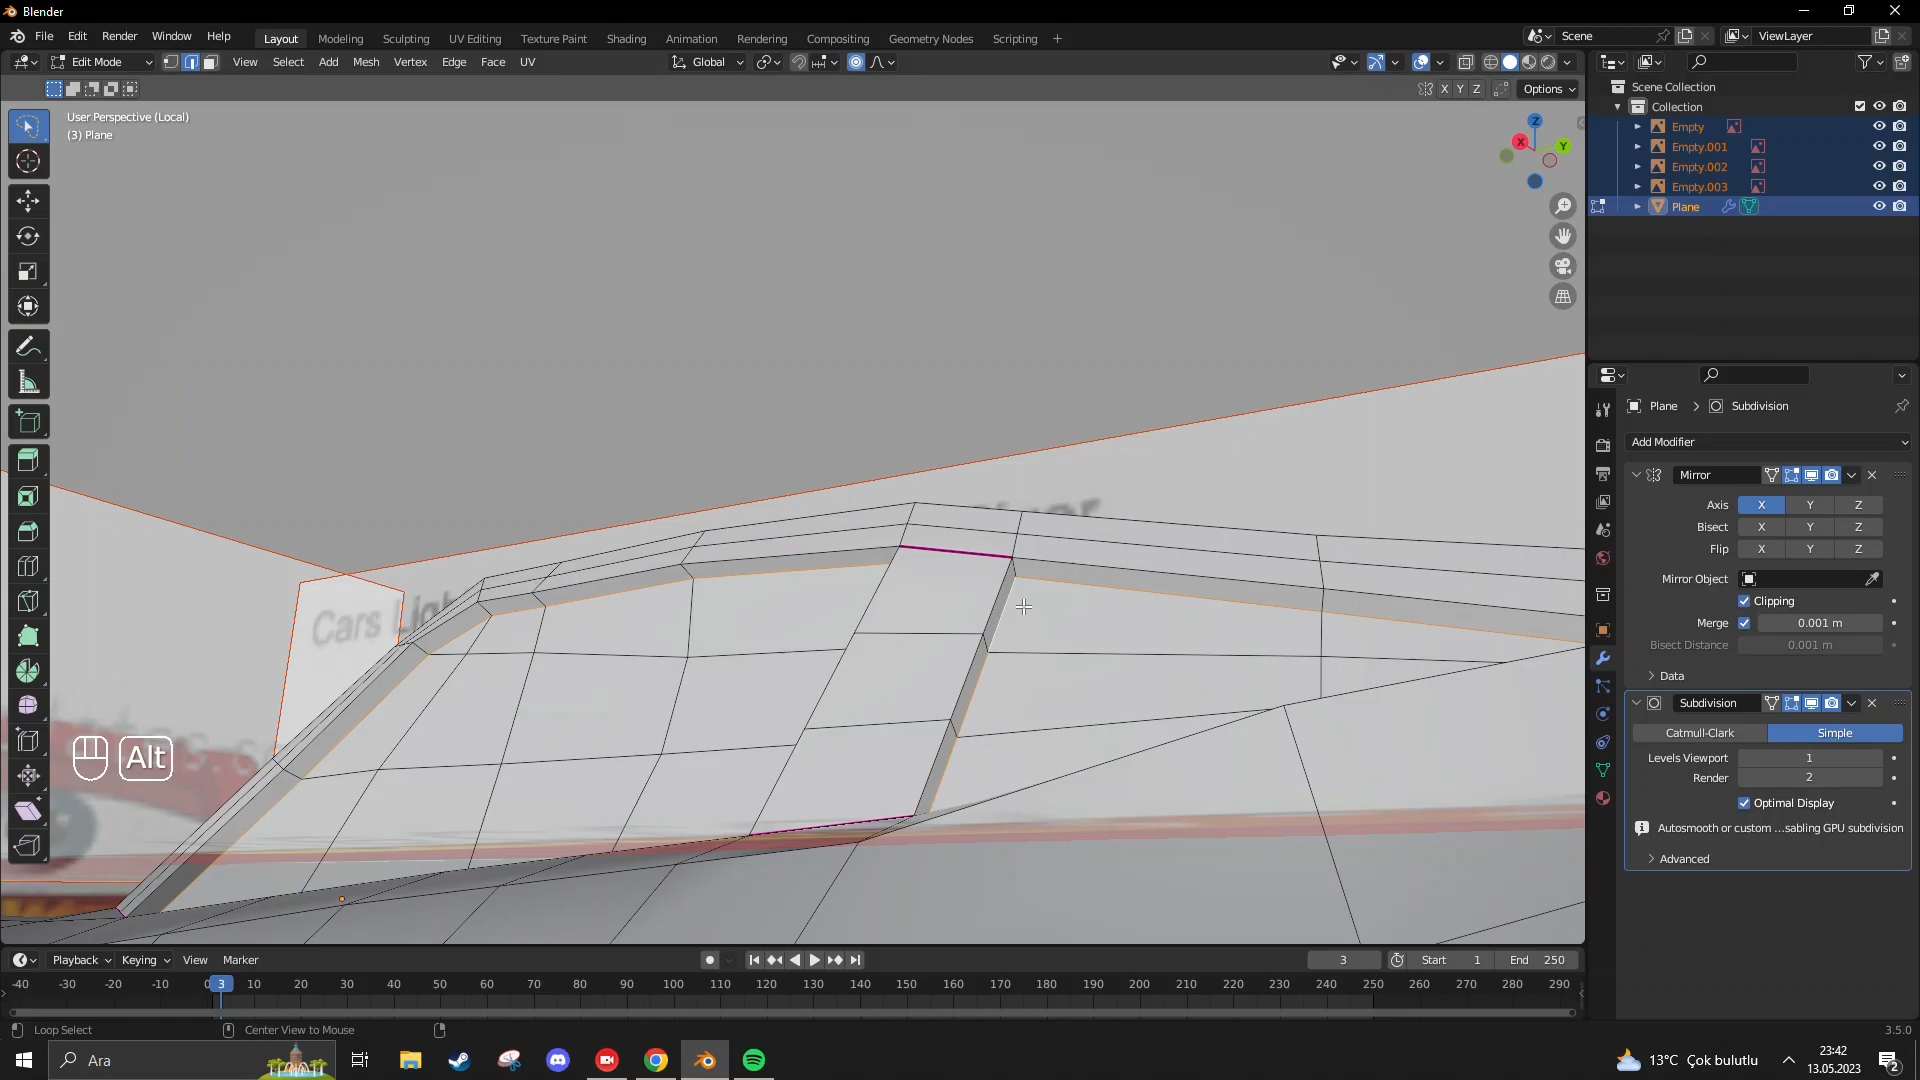 Blender
File Edit Render Window Help
Layout Modeling Sculpting UV Editing Texture Paint Shading Animation Rendering Compositing Geometry Nodes Scripting +
Scene ViewLayer
Edit Mode View Select Add Mesh Vertex Edge Face UV Global
X Y Z Options
User Perspective (Local)
(3) Plane
Z
X
Y
Scene Collection
Collection
Empty
Empty.001
Empty.002
Empty.003
Plane
Plane > Subdivision
Add Modifier
Mirror
Axis X Y Z
Bisect X Y Z
Flip X Y Z
Mirror Object
Clipping
Merge 0.001 m
Bisect Distance 0.001 m
Data
Subdivision
Catmull-Clark Simple
Levels Viewport 1
Render 2
Optimal Display
Autosmooth or custom ...sabling GPU subdivision
Advanced
Cars
Alt
Playback Keying View Marker
3 Start 1 End 250
-40 -30 -20 -10 0 3 10 20 30 40 50 60 70 80 90 100 110 120 130 140 150 160 170 180 190 200 210 220 230 240 250 260 270 280 290
Loop Select Center View to Mouse
3.5.0
Ara
13°C Çok bulutlu
23:42
13.05.2023
2